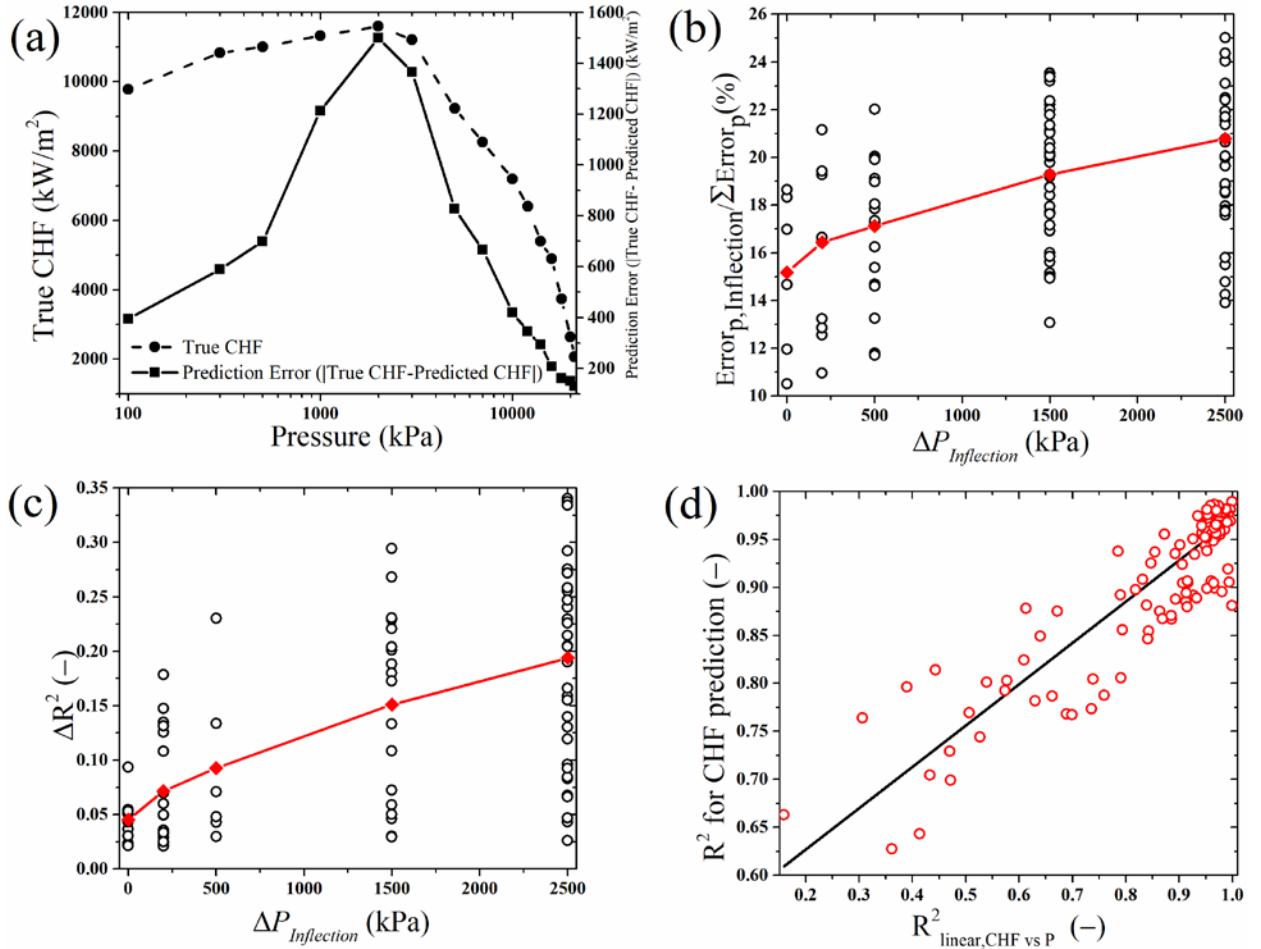 (a)
12000
10000
8000
6000
4000
2000
True CHF (kW/m²)
1600
1400
1200
1000
800
600
400
200
Prediction Error (|True CHF- Predicted CHF|) (kW/m²)
True CHF
Prediction Error (|True CHF-Predicted CHF|)
100 1000 10000
Pressure (kPa)
(b)
26
24
22
20
18
16
14
12
10
Error_p,Inflection/ΣError_p(%)
0 500 1000 1500 2000 2500
ΔP_Inflection (kPa)
(c)
0.35
0.30
0.25
0.20
0.15
0.10
0.05
0.00
ΔR² (−)
0 500 1000 1500 2000 2500
ΔP_Inflection (kPa)
(d)
1.00
0.95
0.90
0.85
0.80
0.75
0.70
0.65
0.60
R² for CHF prediction (−)
0.2 0.3 0.4 0.5 0.6 0.7 0.8 0.9 1.0
R²_linear,CHF vs P (−)